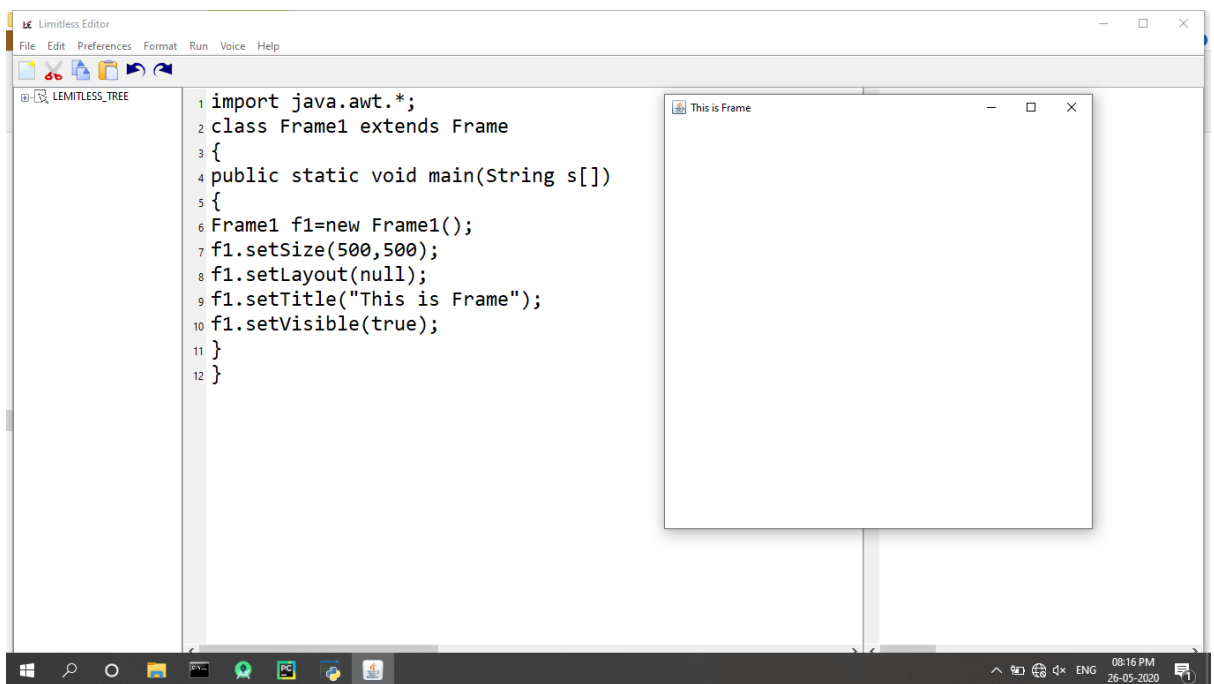 Limitless Editor
File Edit Preferences Format Run Voice Help
LEMITLESS_TREE
1 import java.awt.*;
2 class Frame1 extends Frame
3 {
4 public static void main(String s[])
5 {
6 Frame1 f1=new Frame1();
7 f1.setSize(500,500);
8 f1.setLayout(null);
9 f1.setTitle("This is Frame");
10 f1.setVisible(true);
11 }
12 }
This is Frame
ENG
08:16 PM
26-05-2020